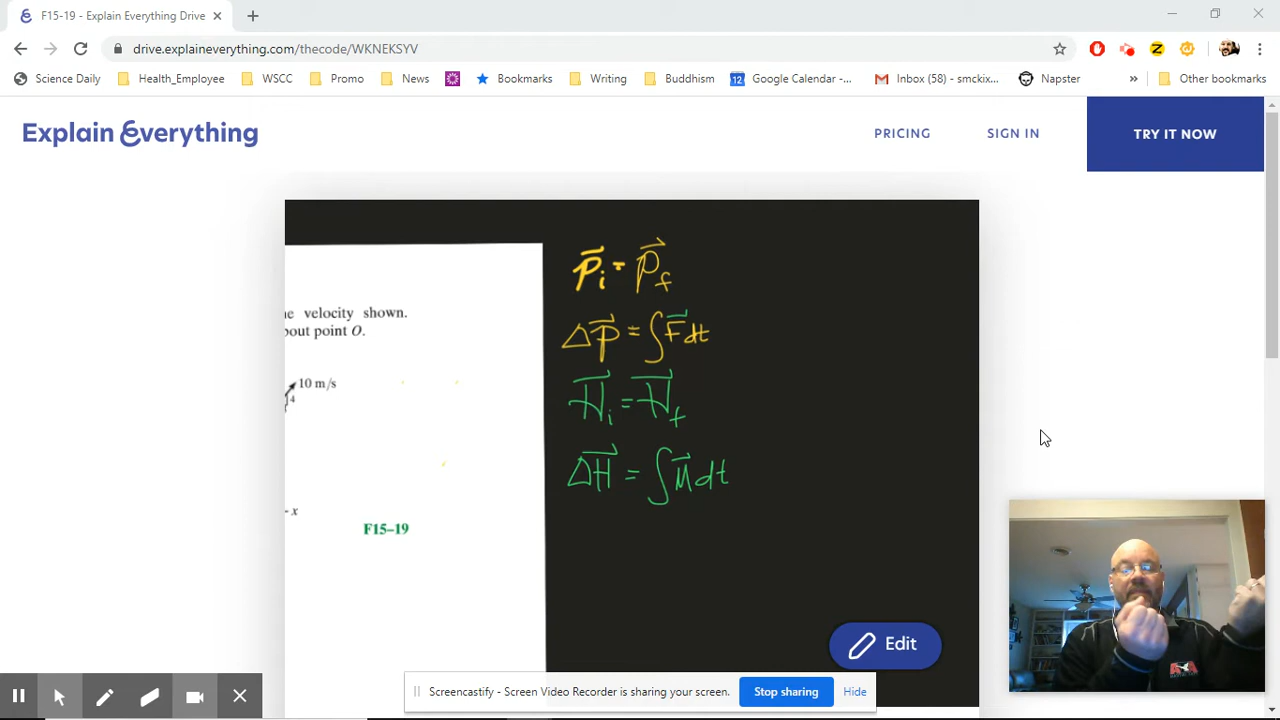 F15-19 - Explain Everything Drive
drive.explaineverything.com/thecode/WKNEKSYV
Science Daily Health_Employee WSCC Promo News Bookmarks Writing Buddhism Google Calendar -... Inbox (58) - smckix... Napster » Other bookmarks
Explain Everything PRICING SIGN IN TRY IT NOW
p⃗i = p⃗f
e velocity shown.
bout point O.
Δp⃗ = ∫F⃗dt
10 m/s
4
H⃗i = H⃗f
ΔH⃗ = ∫M⃗dt
x
F15–19
Edit
Screencastify - Screen Video Recorder is sharing your screen. Stop sharing Hide